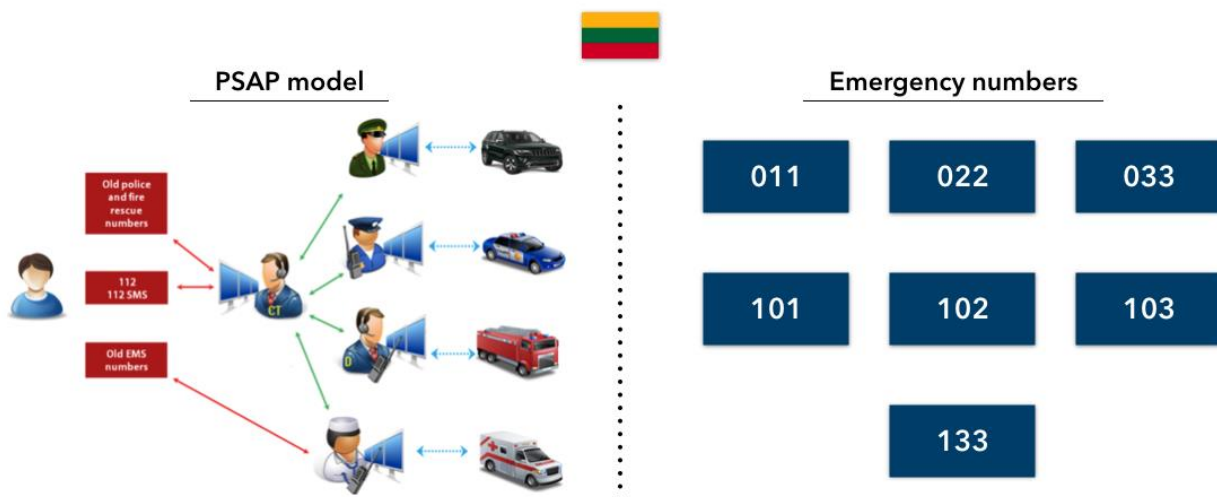 PSAP model
Old police
and fire
rescue
numbers
112
112 SMS
Old EMS
numbers
CT
D
Emergency numbers
011 022 033
101 102 103
133